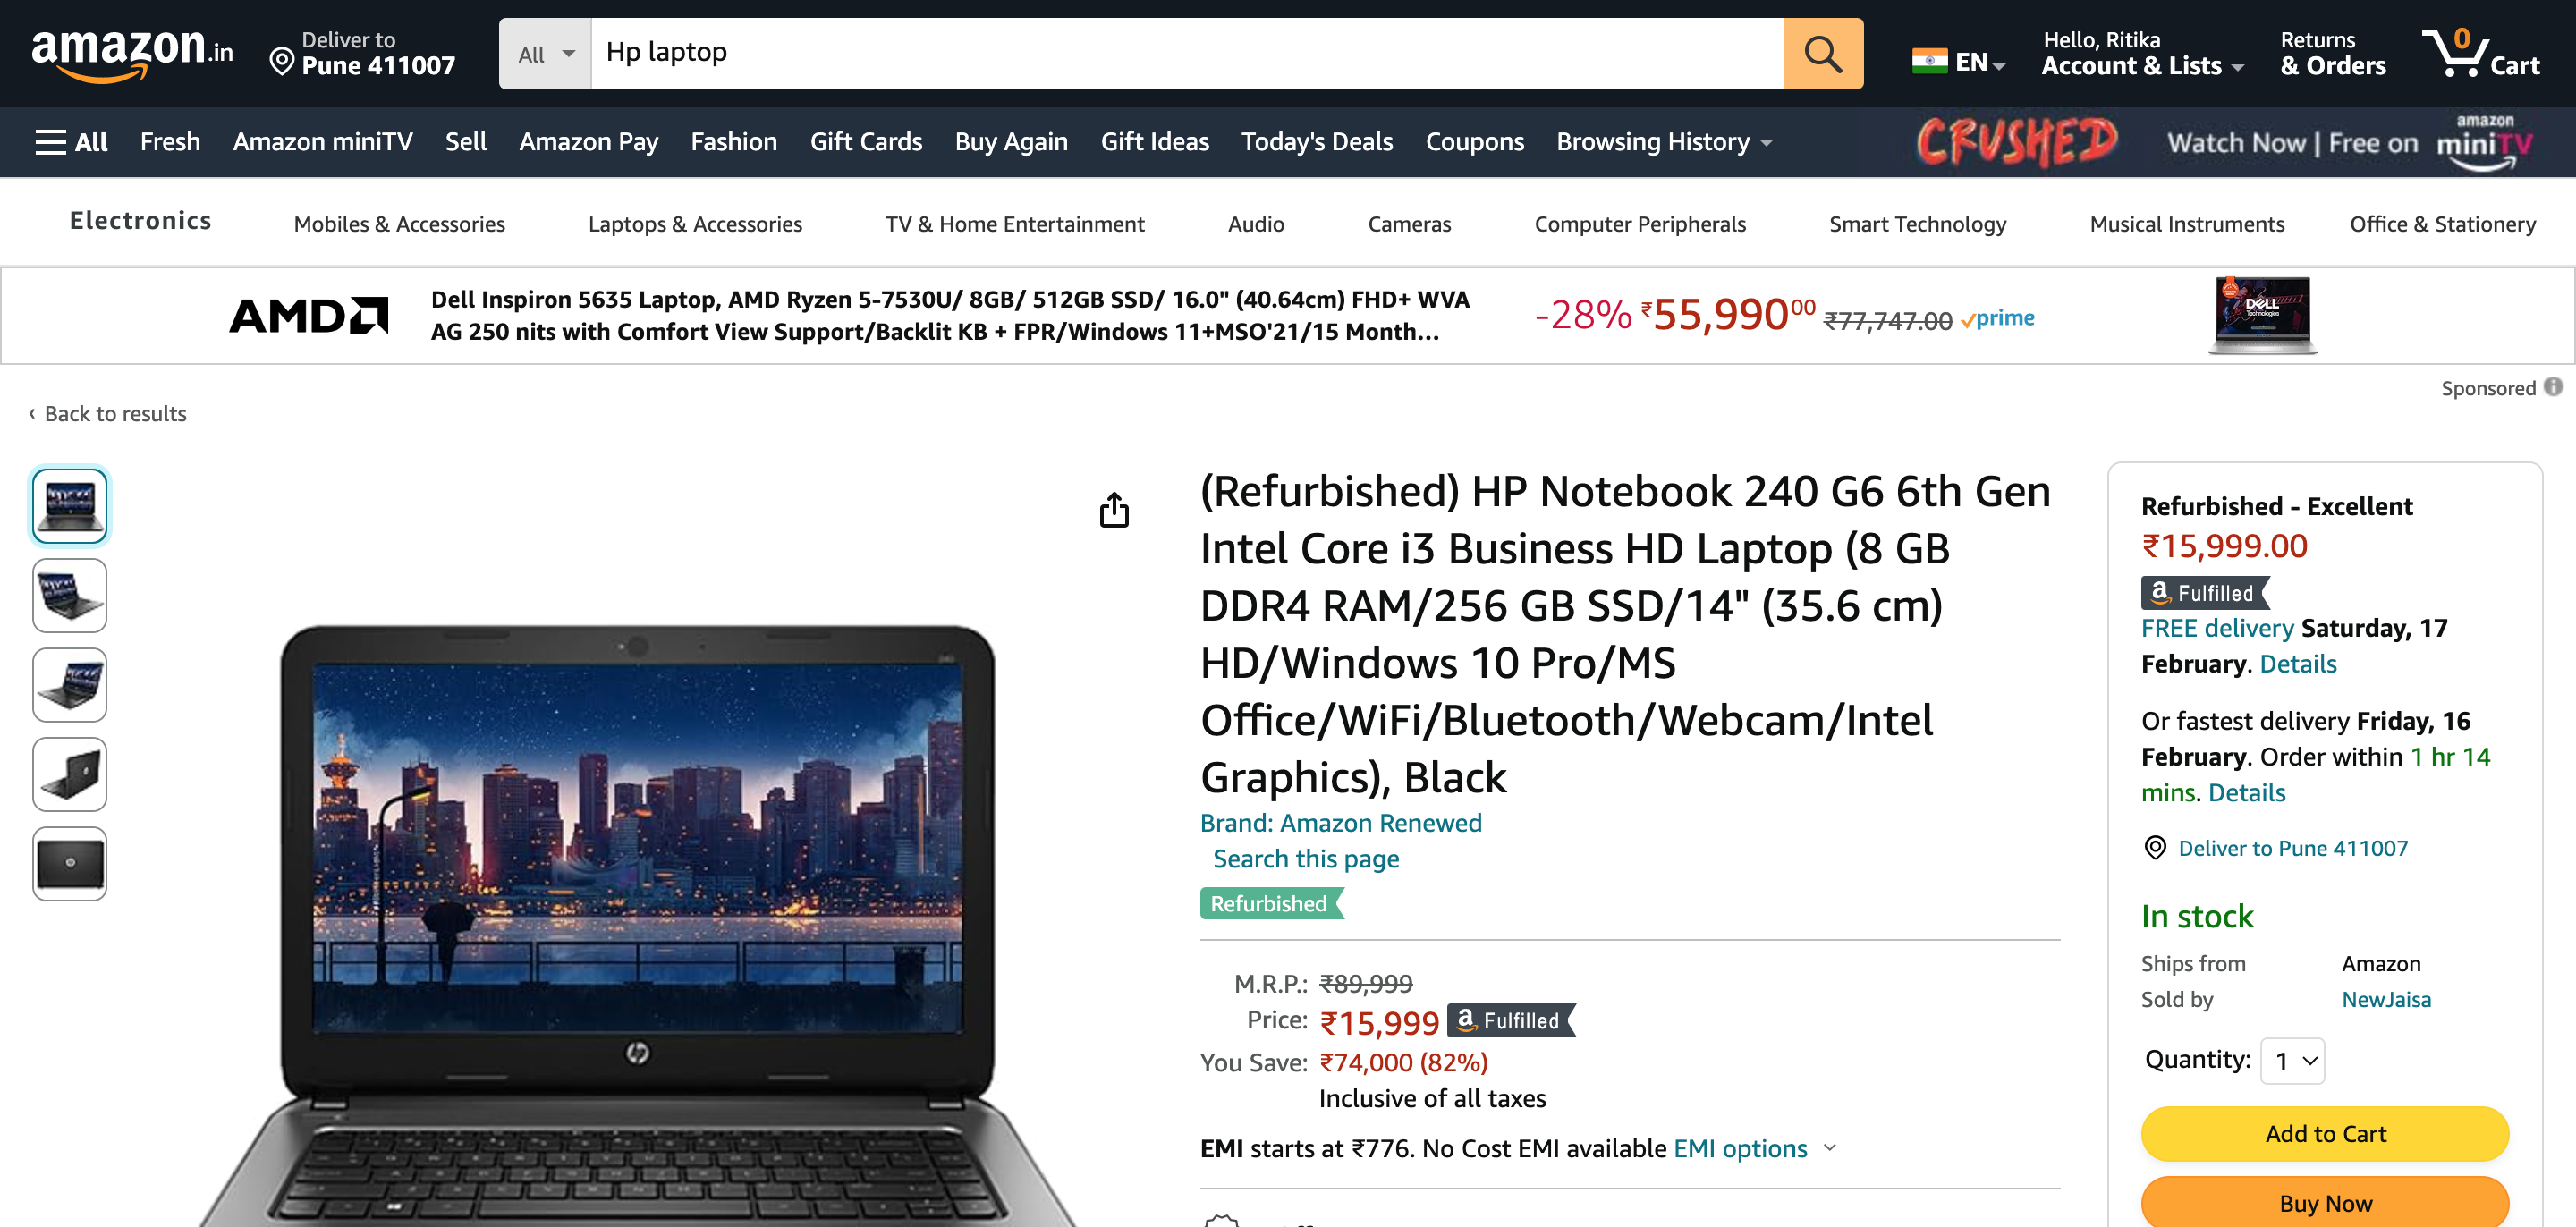 amazon.in
Deliver to
Pune 411007
All
Hp laptop
EN
Hello, Ritika
Account & Lists
Returns
& Orders
0
Cart
All
Fresh
Amazon miniTV
Sell
Amazon Pay
Fashion
Gift Cards
Buy Again
Gift Ideas
Today's Deals
Coupons
Browsing History
CRUSHED
Watch Now | Free on
amazon
miniTV
Electronics
Mobiles & Accessories
Laptops & Accessories
TV & Home Entertainment
Audio
Cameras
Computer Peripherals
Smart Technology
Musical Instruments
Office & Stationery
AMD
Dell Inspiron 5635 Laptop, AMD Ryzen 5-7530U/ 8GB/ 512GB SSD/ 16.0" (40.64cm) FHD+ WVA
AG 250 nits with Comfort View Support/Backlit KB + FPR/Windows 11+MSO'21/15 Month...
-28% ₹55,990.00 ₹77,747.00 prime
DELL
Technologies
Sponsored
‹ Back to results
(Refurbished) HP Notebook 240 G6 6th Gen
Intel Core i3 Business HD Laptop (8 GB
DDR4 RAM/256 GB SSD/14" (35.6 cm)
HD/Windows 10 Pro/MS
Office/WiFi/Bluetooth/Webcam/Intel
Graphics), Black
Brand: Amazon Renewed
Search this page
Refurbished
M.R.P.: ₹89,999
Price: ₹15,999 a Fulfilled
You Save: ₹74,000 (82%)
Inclusive of all taxes
EMI starts at ₹776. No Cost EMI available EMI options
hp
Refurbished - Excellent
₹15,999.00
a Fulfilled
FREE delivery Saturday, 17
February. Details
Or fastest delivery Friday, 16
February. Order within 1 hr 14
mins. Details
Deliver to Pune 411007
In stock
Ships from Amazon
Sold by NewJaisa
Quantity: 1
Add to Cart
Buy Now